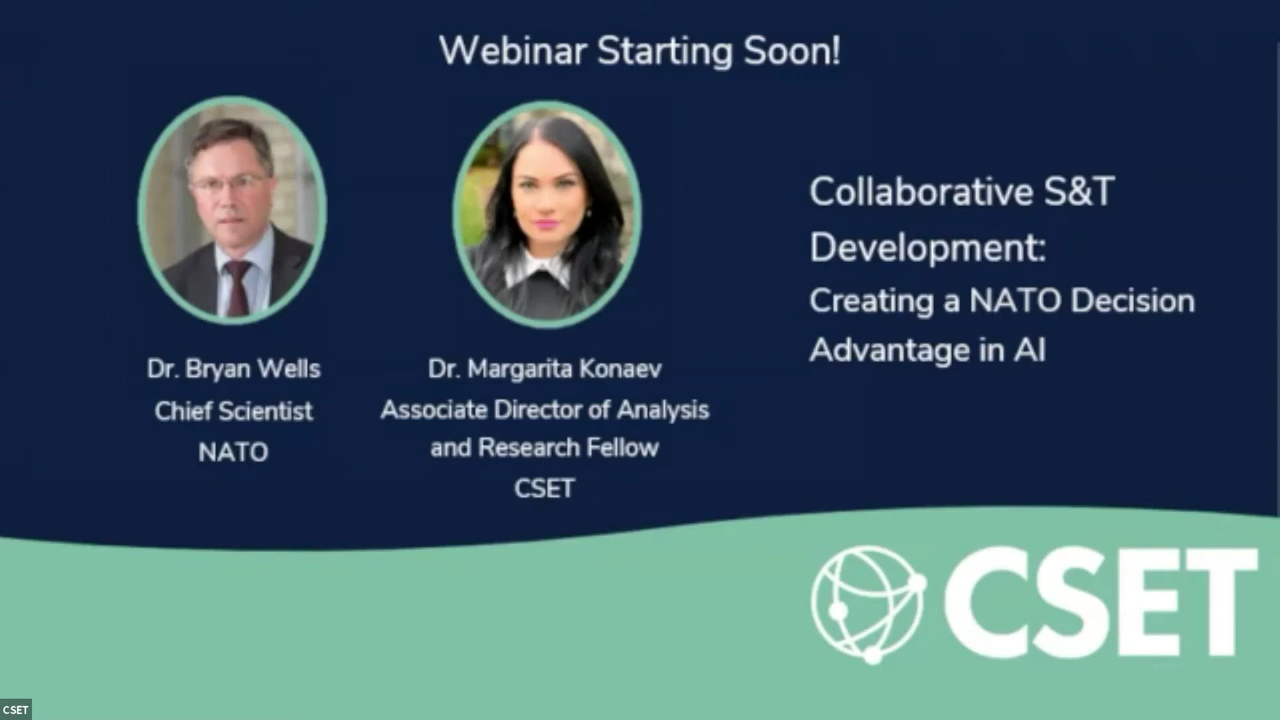 Webinar Starting Soon!
Dr. Bryan Wells
Chief Scientist
NATO
Dr. Margarita Konaev
Associate Director of Analysis
and Research Fellow
CSET
Collaborative S&T
Development:
Creating a NATO Decision
Advantage in AI
CSET
CSET